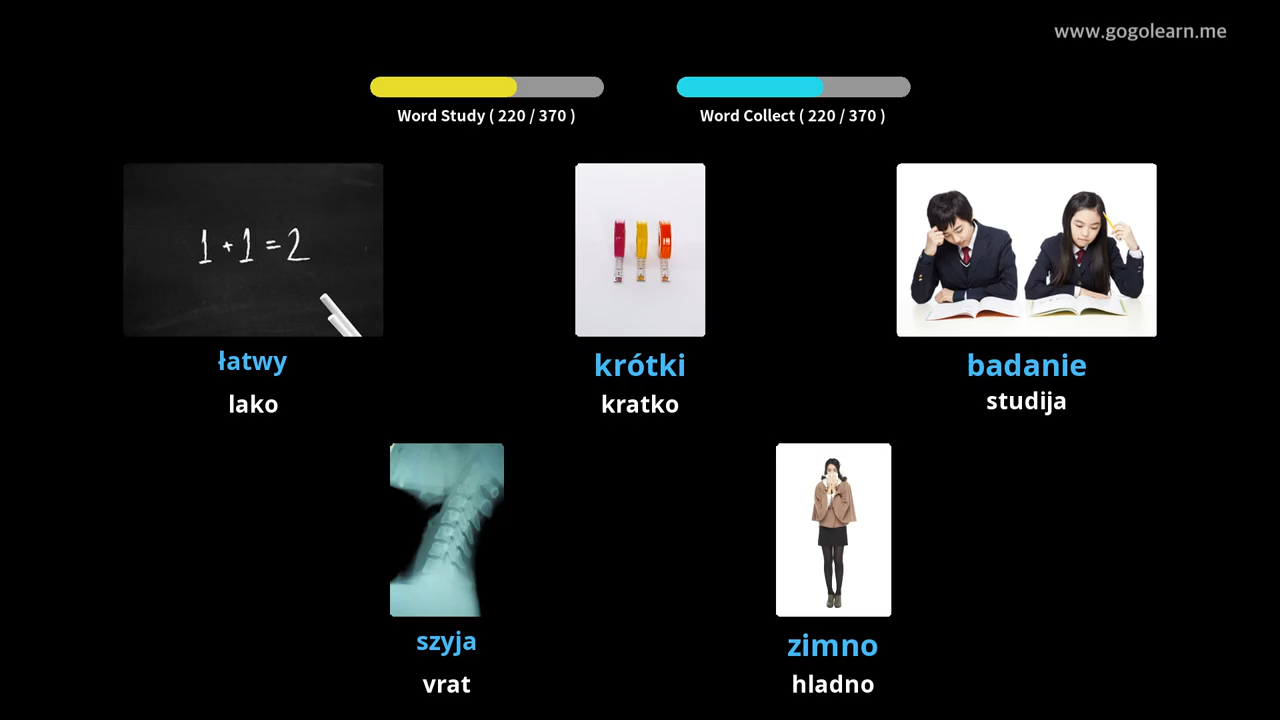 www.gogolearn.me
Word Study ( 220 / 370 )
Word Collect ( 220 / 370 )
1 + 1 = 2
łatwy
lako
krótki
kratko
badanie
studija
szyja
vrat
zimno
hladno